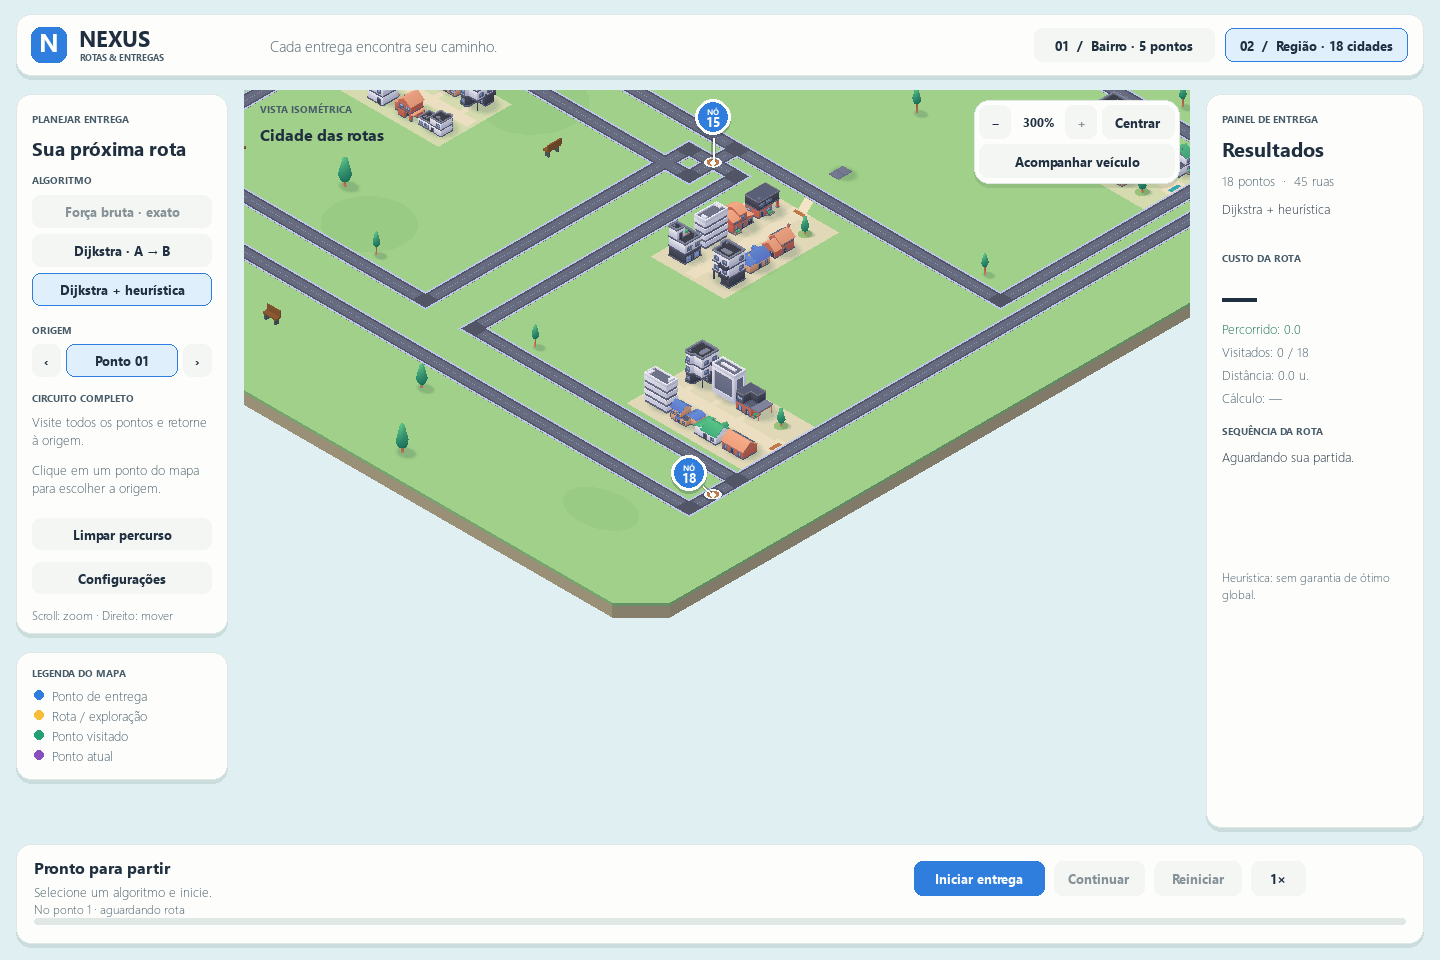 N
NEXUS
ROTAS & ENTREGAS
Cada entrega encontra seu caminho.
01 / Bairro · 5 pontos
02 / Região · 18 cidades
PLANEJAR ENTREGA
Sua próxima rota
ALGORITMO
Força bruta · exato
Dijkstra · A → B
Dijkstra + heurística
ORIGEM
‹ Ponto 01 ›
CIRCUITO COMPLETO
Visite todos os pontos e retorne
à origem.
Clique em um ponto do mapa
para escolher a origem.
Limpar percurso
Configurações
Scroll: zoom · Direito: mover
LEGENDA DO MAPA
Ponto de entrega
Rota / exploração
Ponto visitado
Ponto atual
VISTA ISOMÉTRICA
Cidade das rotas
NÓ
15
− 300% + Centrar
Acompanhar veículo
NÓ
18
PAINEL DE ENTREGA
Resultados
18 pontos · 45 ruas
Dijkstra + heurística
CUSTO DA ROTA
—
Percorrido: 0.0
Visitados: 0 / 18
Distância: 0.0 u.
Cálculo: —
SEQUÊNCIA DA ROTA
Aguardando sua partida.
Heurística: sem garantia de ótimo
global.
Pronto para partir
Selecione um algoritmo e inicie.
No ponto 1 · aguardando rota
Iniciar entrega
Continuar
Reiniciar
1×